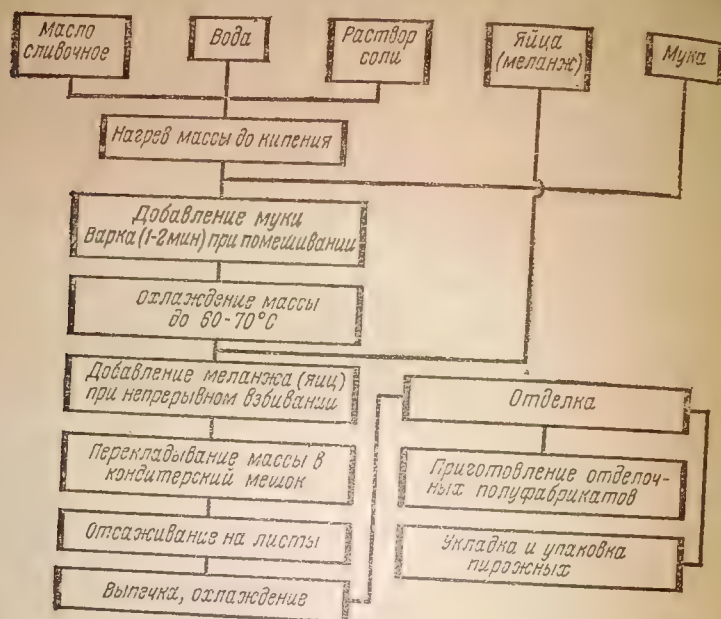 Масло
сливочное
Вода
Раствор
соли
Яйца
(меланж)
Мука
Нагрев массы до кипения
Добавление муки
Варка (1-2мин) при помешивании
Охлаждение массы
до 60-70°С
Добавление меланжа (яиц)
при непрерывном взбивании
Перекладывание массы в
кондитерский мешок
Отсаживание на листы
Выпечка, охлаждение
Отделка
Приготовление отделоч-
ных полуфабрикатов
Укладка и упаковка
пирожных